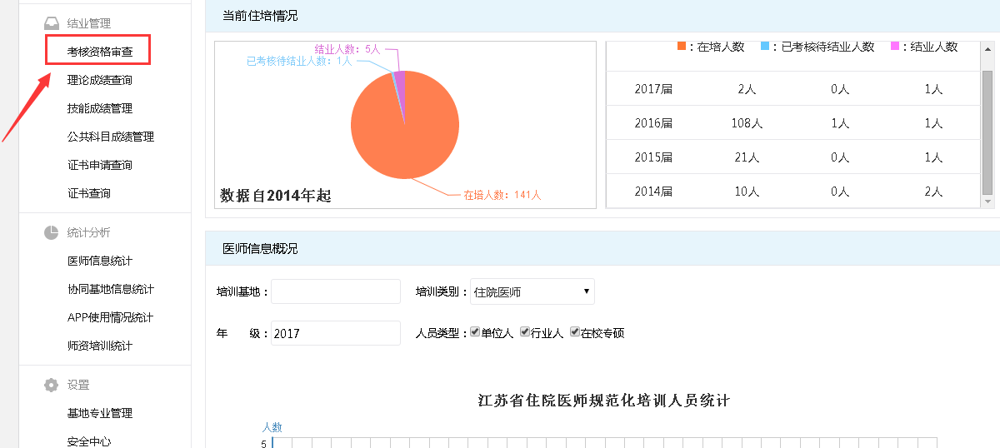 结业管理
考核资格审查
理论成绩查询
技能成绩管理
公共科目成绩管理
证书申请查询
证书查询
统计分析
医师信息统计
协同基地信息统计
APP使用情况统计
师资培训统计
设置
基地专业管理
安全中心
当前住培情况
结业人数：5人
已考核待结业人数：1人
在培人数：141人
数据自2014年起
：在培人数 ：已考核待结业人数 ：结业人数
2017届 2人 0人 1人
2016届 108人 1人 1人
2015届 21人 0人 1人
2014届 10人 0人 2人
医师信息概况
培训基地： 培训类别：住院医师
年 级：2017 人员类型：单位人 行业人 在校专硕
江苏省住院医师规范化培训人员统计
人数
5